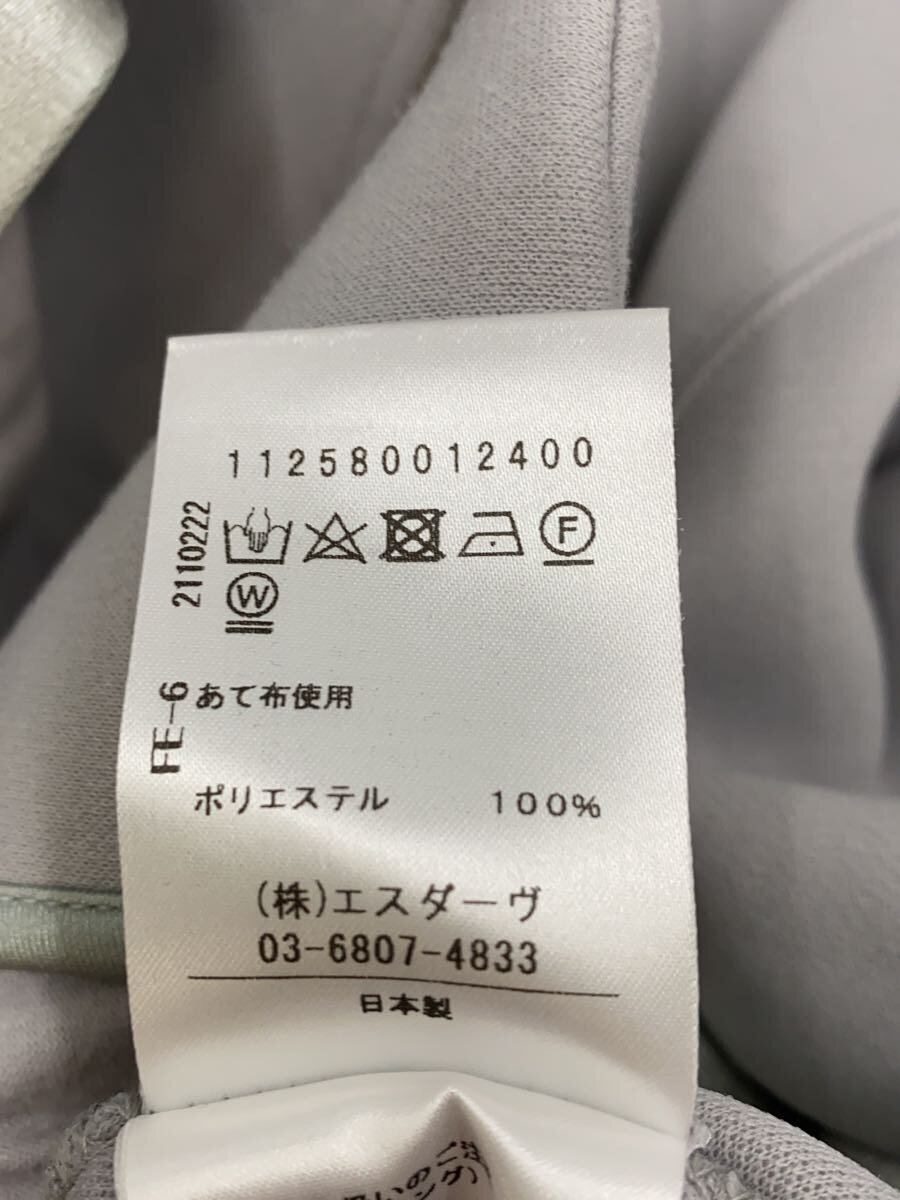 112580012400
2110222
F
W
FE-6
あて布使用
ポリエステル 100%
(株)エスダーヴ
03-6807-4833
日本製